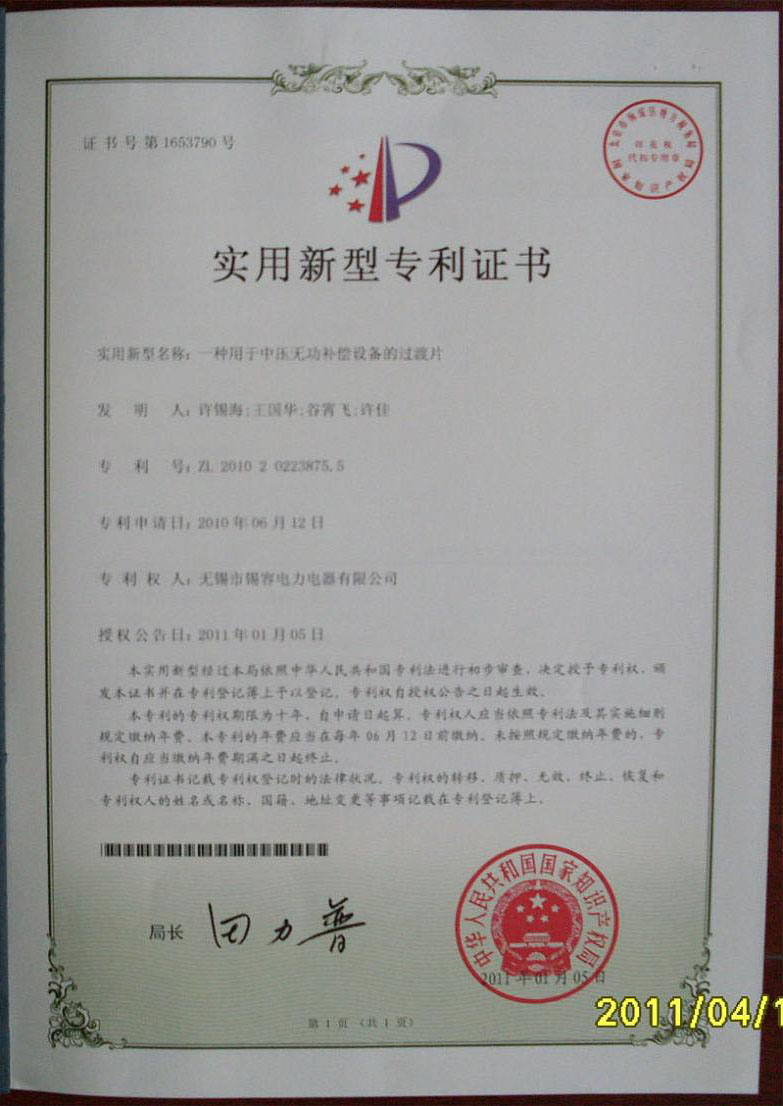 证书号第1653790号
印花税
代扣专用章
国家知识产权局
实用新型专利证书
实用新型名称：一种用于中压无功补偿设备的过渡片
发 明 人：许锡海;王国华;谷宵飞;许佳
专 利 号：ZL 2010 2 0223875.5
专利申请日：2010年06月12日
专 利 权 人：无锡市锡容电力电器有限公司
授权公告日：2011年01月05日
本实用新型经过本局依照中华人民共和国专利法进行初步审查，决定授予专利权，颁
发本证书并在专利登记簿上予以登记。专利权自授权公告之日起生效。
本专利的专利权期限为十年，自申请日起算。专利权人应当依照专利法及其实施细则
规定缴纳年费。本专利的年费应当在每年06月12日前缴纳。未按照规定缴纳年费的，专
利权自应当缴纳年费期满之日起终止。
专利证书记载专利权登记时的法律状况。专利权的转移、质押、无效、终止、恢复和
专利权人的姓名或名称、国籍、地址变更等事项记载在专利登记簿上。
局长 田力普
中华人民共和国国家知识产权局
2011年01月05日
2011/04/1
第1页（共1页）